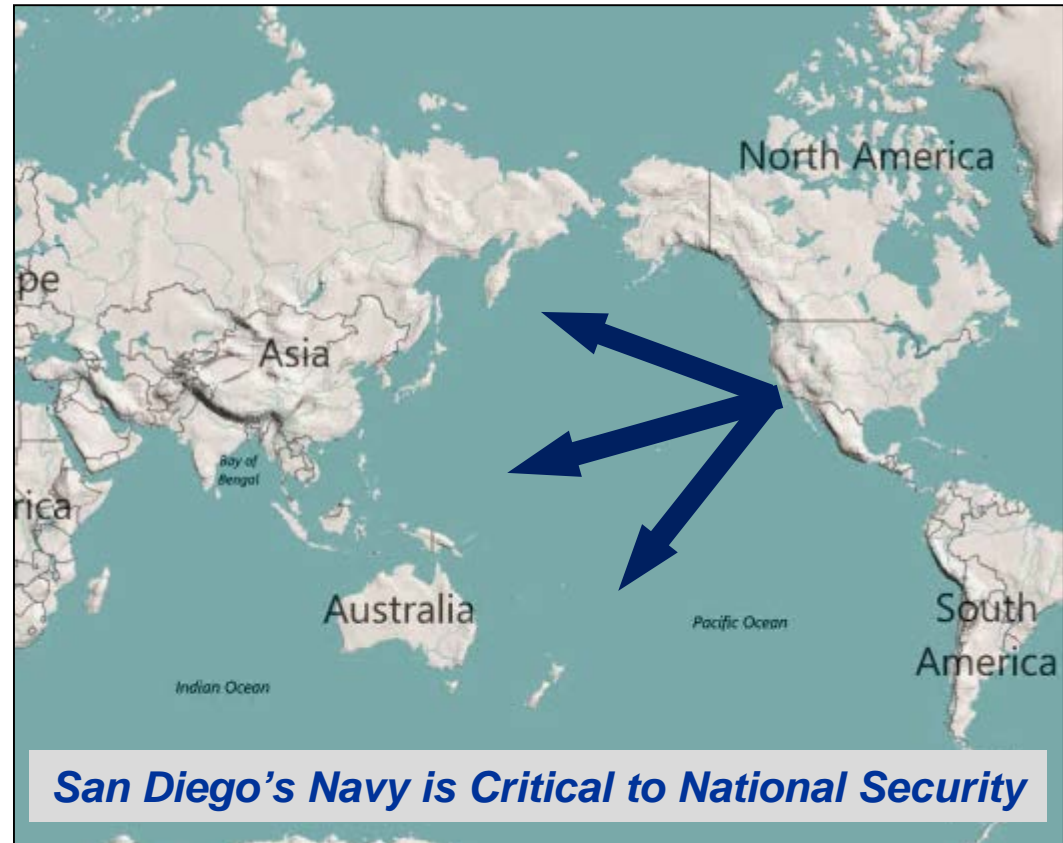 North America
pe
Asia
Bay of
Bengal
rica
Australia
Pacific Ocean
South
America
Indian Ocean
San Diego’s Navy is Critical to National Security